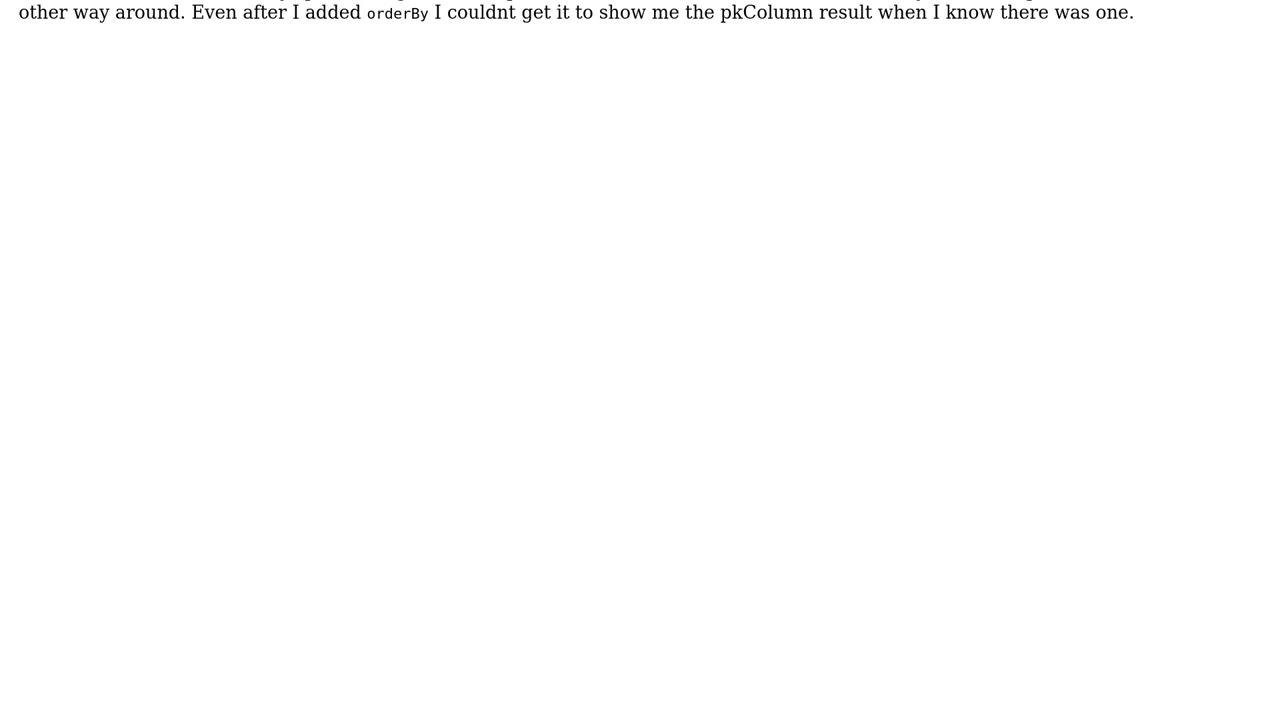 other way around. Even after I added orderBy I couldnt get it to show me the pkColumn result when I know there was one.